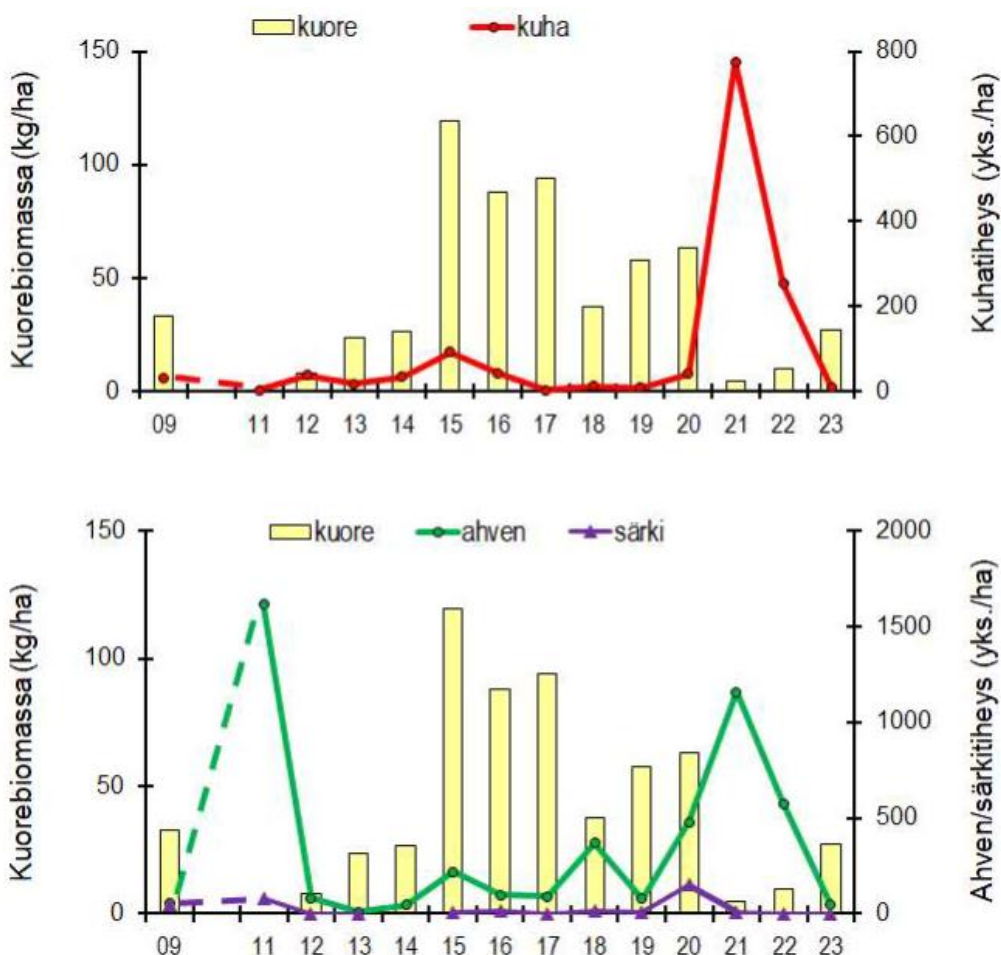 kuore kuha
Kuorebiomassa (kg/ha)
150
100
50
0
800
600
400
200
0
Kuhatiheys (yks./ha)
09 11 12 13 14 15 16 17 18 19 20 21 22 23
kuore ahven särki
Kuorebiomassa (kg/ha)
150
100
50
0
2000
1500
1000
500
0
Ahven/särkitiheys (yks./ha)
09 11 12 13 14 15 16 17 18 19 20 21 22 23